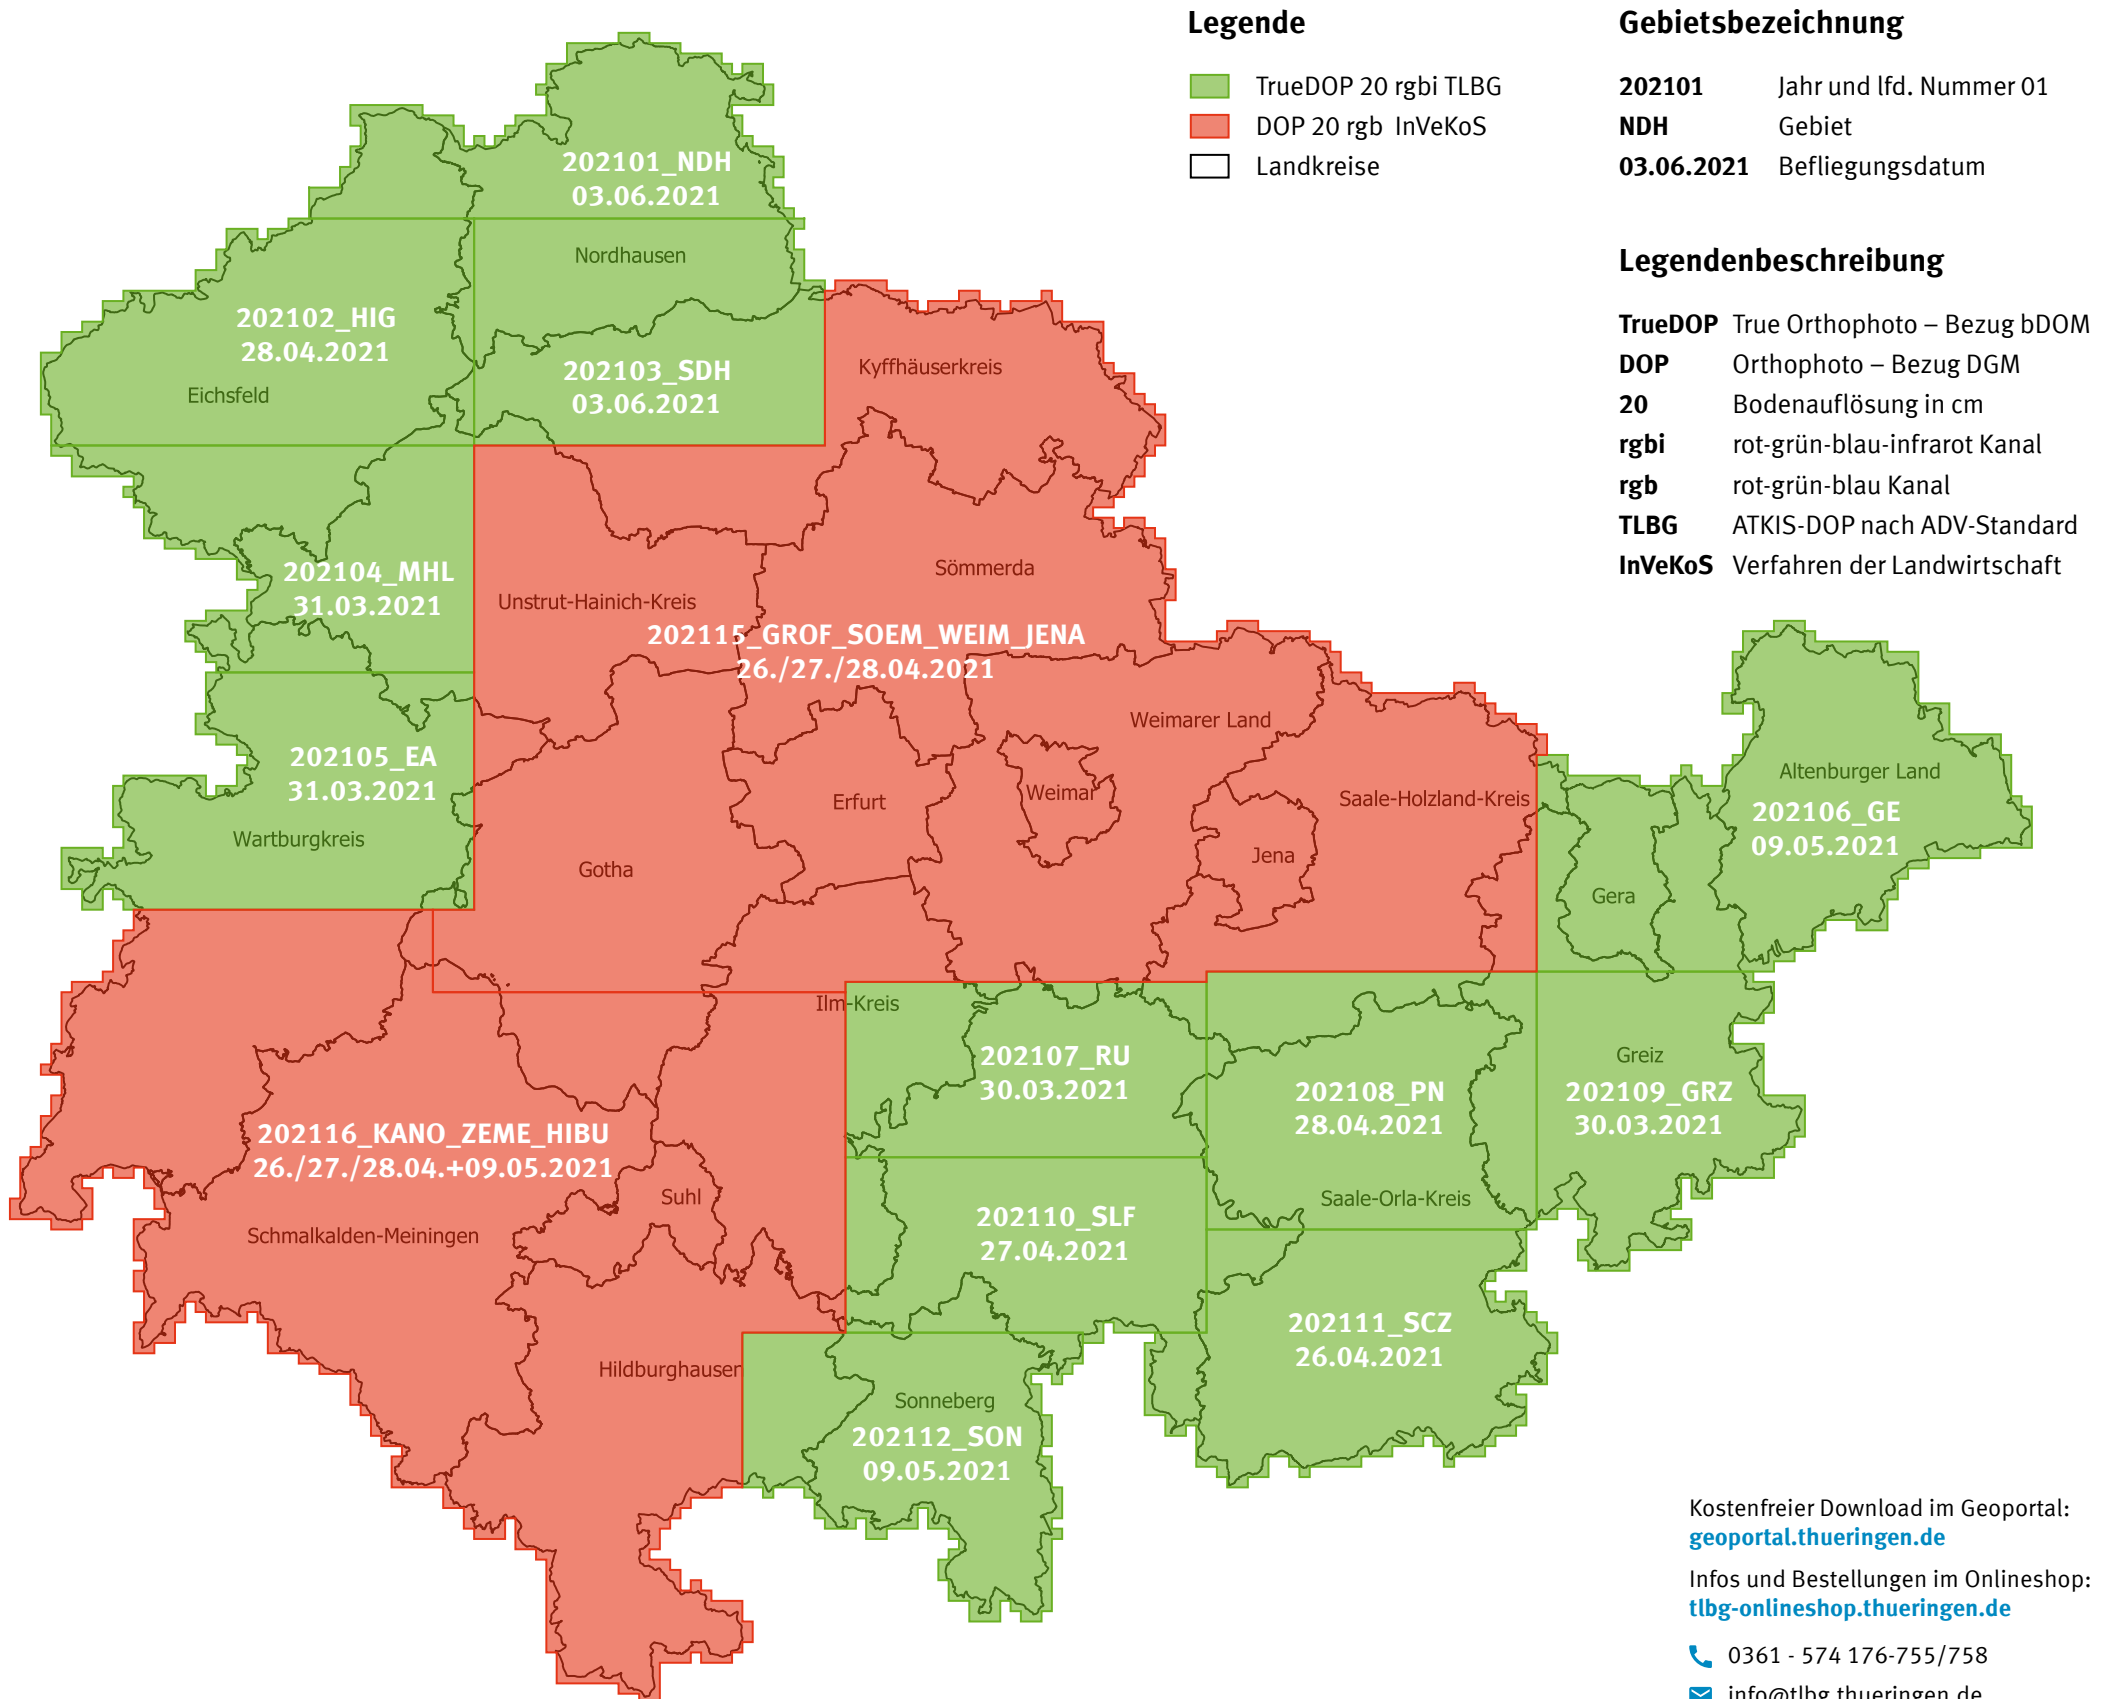 Legende
TrueDOP 20 rgbi TLBG
DOP 20 rgb InVeKoS
Landkreise
Gebietsbezeichnung
202101 Jahr und lfd. Nummer 01
NDH Gebiet
03.06.2021 Befliegungsdatum
Legendenbeschreibung
TrueDOP True Orthophoto – Bezug bDOM
DOP Orthophoto – Bezug DGM
20 Bodenauflösung in cm
rgbi rot-grün-blau-infrarot Kanal
rgb rot-grün-blau Kanal
TLBG ATKIS-DOP nach ADV-Standard
InVeKoS Verfahren der Landwirtschaft
202101_NDH
03.06.2021
Nordhausen
202102_HIG
28.04.2021
Eichsfeld
202103_SDH
03.06.2021
Kyffhäuserkreis
202104_MHL
31.03.2021
Unstrut-Hainich-Kreis
Sömmerda
202115_GROF_SOEM_WEIM_JENA
26./27./28.04.2021
202105_EA
31.03.2021
Wartburgkreis
Gotha
Erfurt
Weimarer Land
Weimar
Jena
Saale-Holzland-Kreis
Gera
Altenburger Land
202106_GE
09.05.2021
Ilm-Kreis
202107_RU
30.03.2021
202108_PN
28.04.2021
Saale-Orla-Kreis
Greiz
202109_GRZ
30.03.2021
202116_KANO_ZEME_HIBU
26./27./28.04.+09.05.2021
Suhl
Schmalkalden-Meiningen
202110_SLF
27.04.2021
202111_SCZ
26.04.2021
Hildburghausen
Sonneberg
202112_SON
09.05.2021
Kostenfreier Download im Geoportal:
geoportal.thueringen.de
Infos und Bestellungen im Onlineshop:
tlbg-onlineshop.thueringen.de
0361 - 574 176-755/758
info@tlbg.thueringen.de